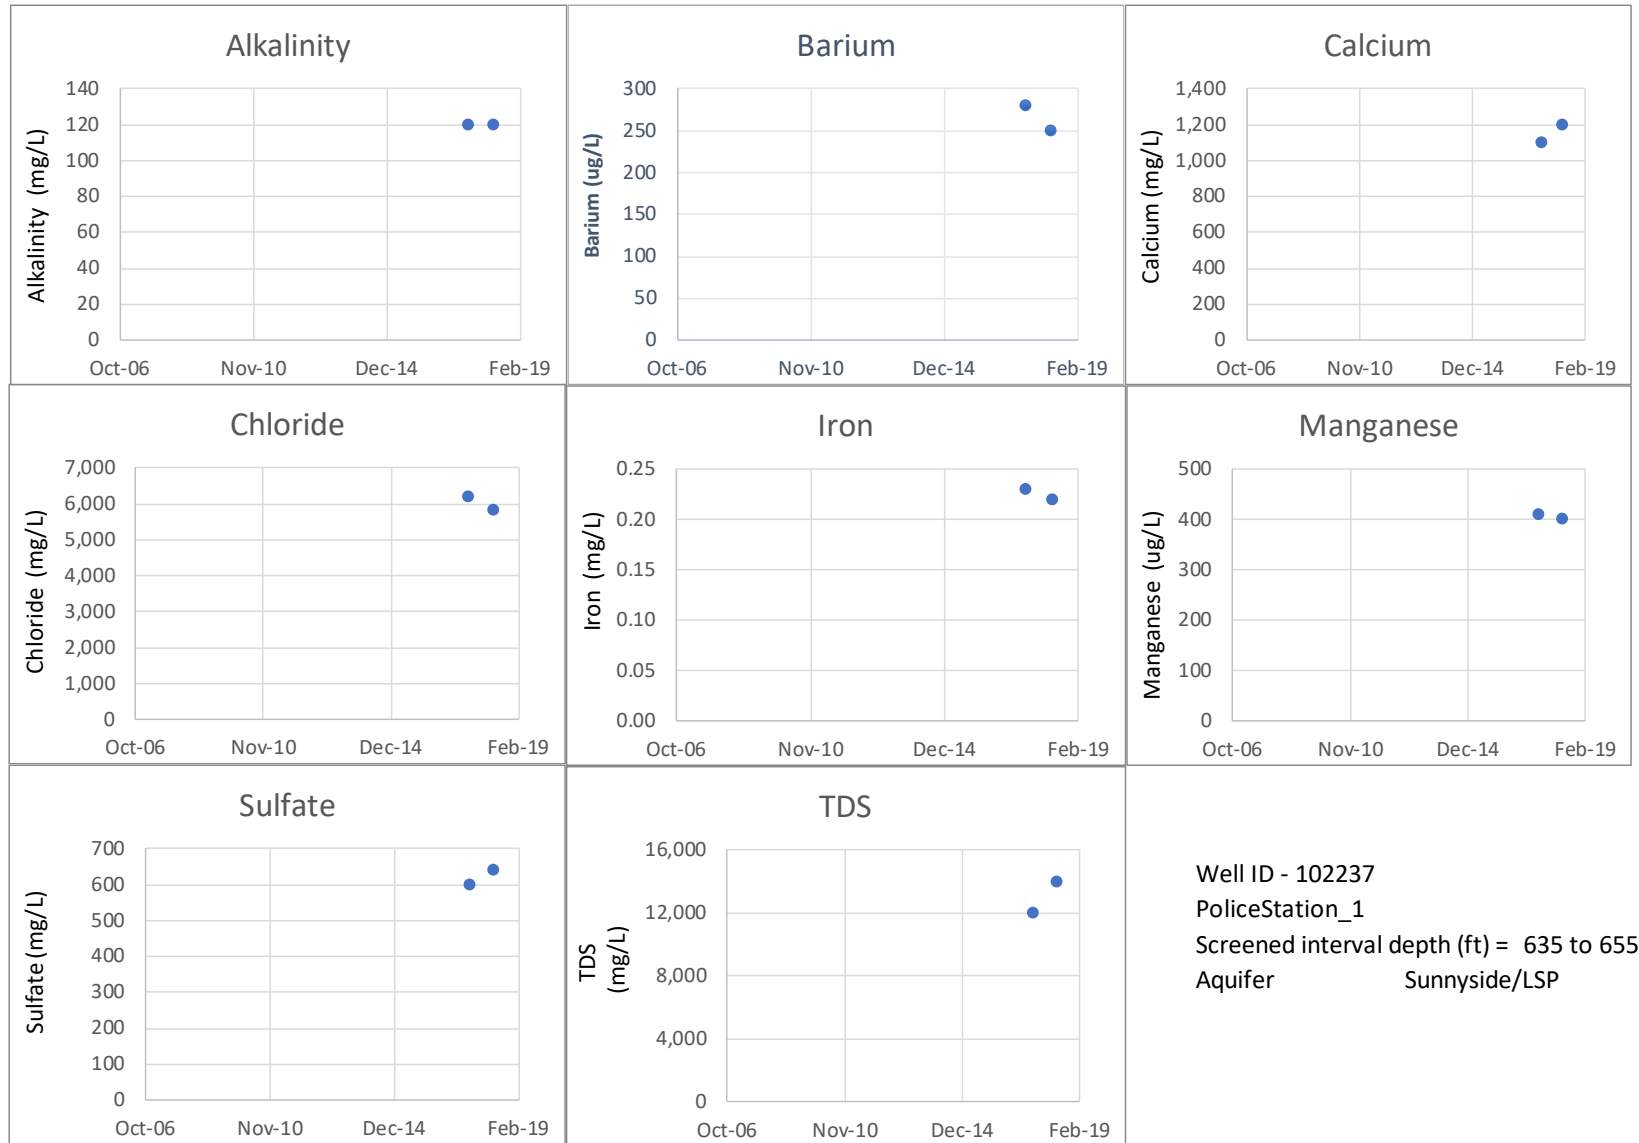 Alkalinity
Alkalinity (mg/L)
140
120
100
80
60
40
20
0
Oct-06 Nov-10 Dec-14 Feb-19
Barium
Barium (ug/L)
300
250
200
150
100
50
0
Oct-06 Nov-10 Dec-14 Feb-19
Calcium
Calcium (mg/L)
1,400
1,200
1,000
800
600
400
200
0
Oct-06 Nov-10 Dec-14 Feb-19
Chloride
Chloride (mg/L)
7,000
6,000
5,000
4,000
3,000
2,000
1,000
0
Oct-06 Nov-10 Dec-14 Feb-19
Iron
Iron (mg/L)
0.25
0.20
0.15
0.10
0.05
0.00
Oct-06 Nov-10 Dec-14 Feb-19
Manganese
Manganese (ug/L)
500
400
300
200
100
0
Oct-06 Nov-10 Dec-14 Feb-19
Sulfate
Sulfate (mg/L)
700
600
500
400
300
200
100
0
Oct-06 Nov-10 Dec-14 Feb-19
TDS
TDS
(mg/L)
16,000
12,000
8,000
4,000
0
Oct-06 Nov-10 Dec-14 Feb-19
Well ID - 102237
PoliceStation_1
Screened interval depth (ft) = 635 to 655
Aquifer Sunnyside/LSP